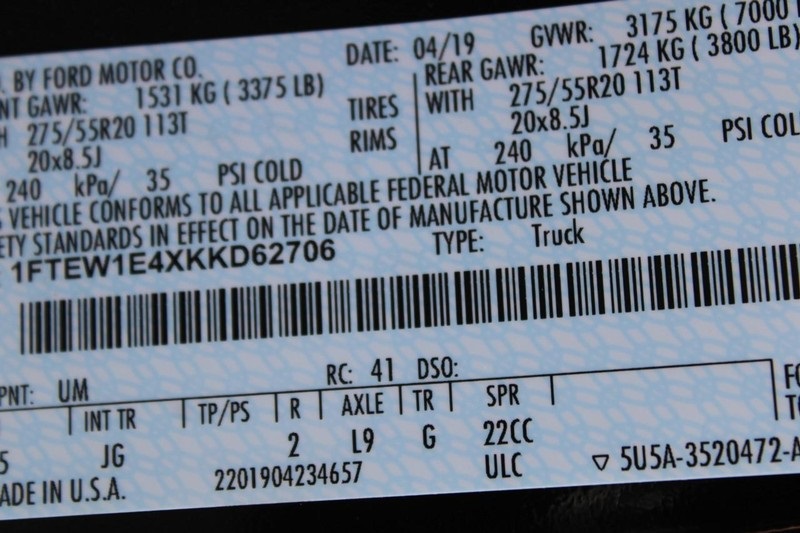 BY FORD MOTOR CO. DATE: 04/19 GVWR: 3175 KG ( 7000
GAWR: 1531 KG ( 3375 LB) REAR GAWR: 1724 KG ( 3800 LB)
275/55R20 113T TIRES WITH 275/55R20 113T
20x8.5J RIMS 20x8.5J
240 kPa/ 35 PSI COLD AT 240 kPa/ 35 PSI COL
VEHICLE CONFORMS TO ALL APPLICABLE FEDERAL MOTOR VEHICLE
ETY STANDARDS IN EFFECT ON THE DATE OF MANUFACTURE SHOWN ABOVE.
1FTEW1E4XKKD62706 TYPE: Truck
PNT: UM RC: 41 DSO:
INT TR TP/PS R AXLE TR SPR
5 JG 2 L9 G 22CC
ADE IN U.S.A. 2201904234657 ULC ▽ 5U5A-3520472-A